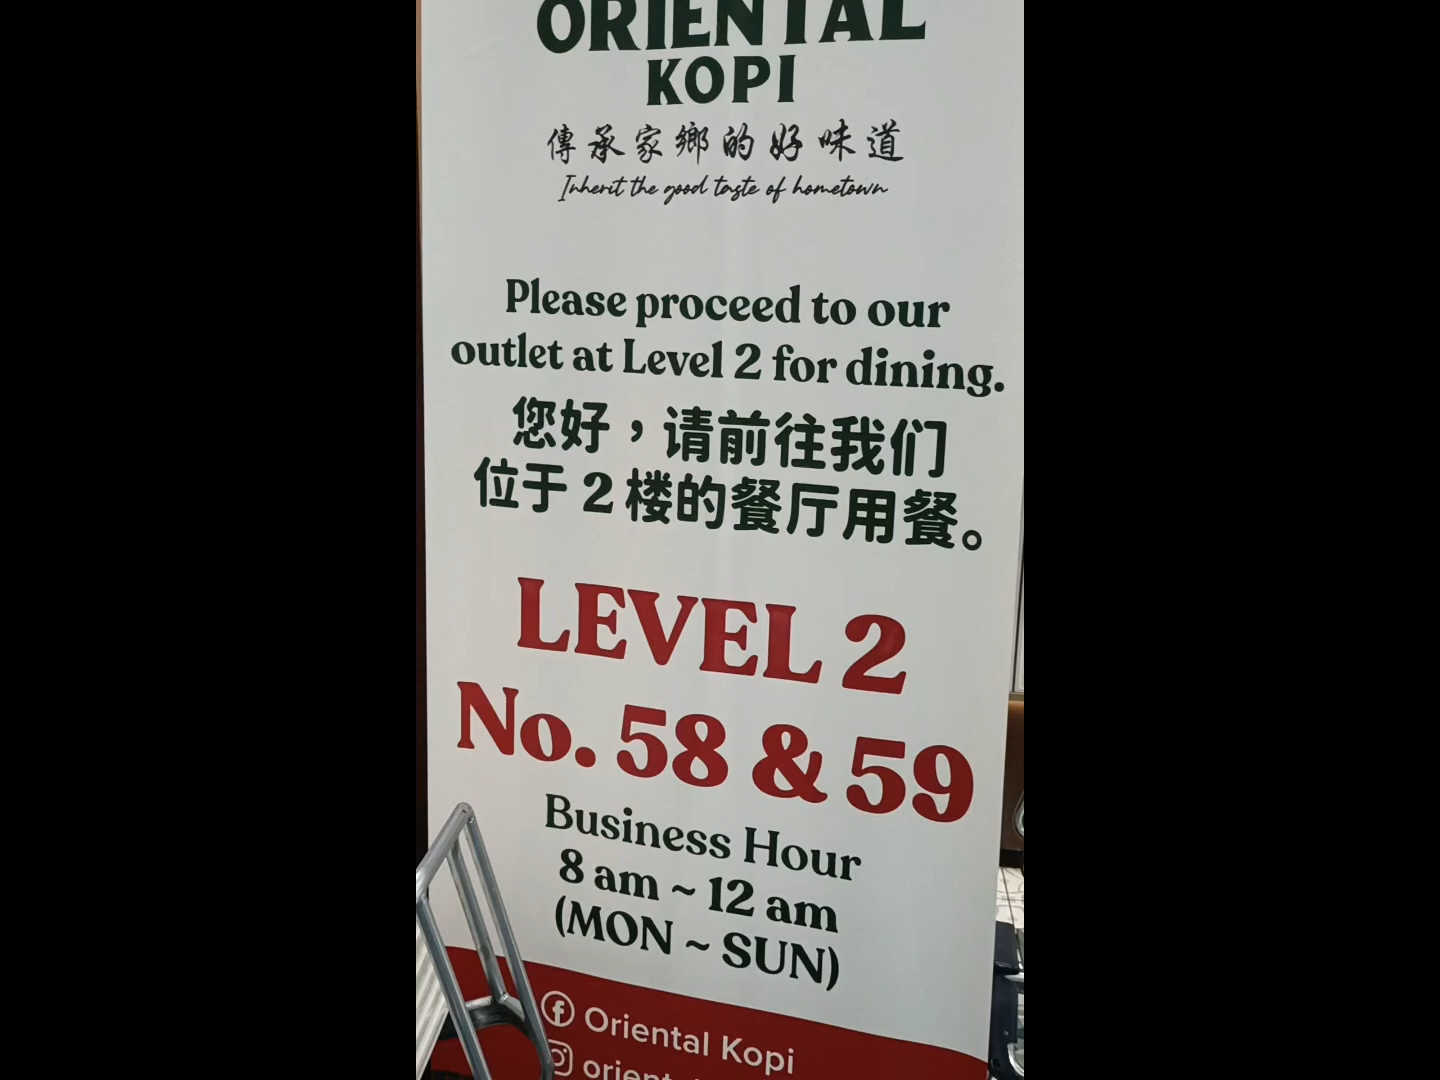 ORIENTAL
KOPI
傳承家鄉的好味道
Inherit the good taste of hometown
Please proceed to our
outlet at Level 2 for dining.
您好，请前往我们
位于 2 楼的餐厅用餐。
LEVEL 2
No. 58 & 59
Business Hour
8 am ~ 12 am
(MON ~ SUN)
Oriental Kopi